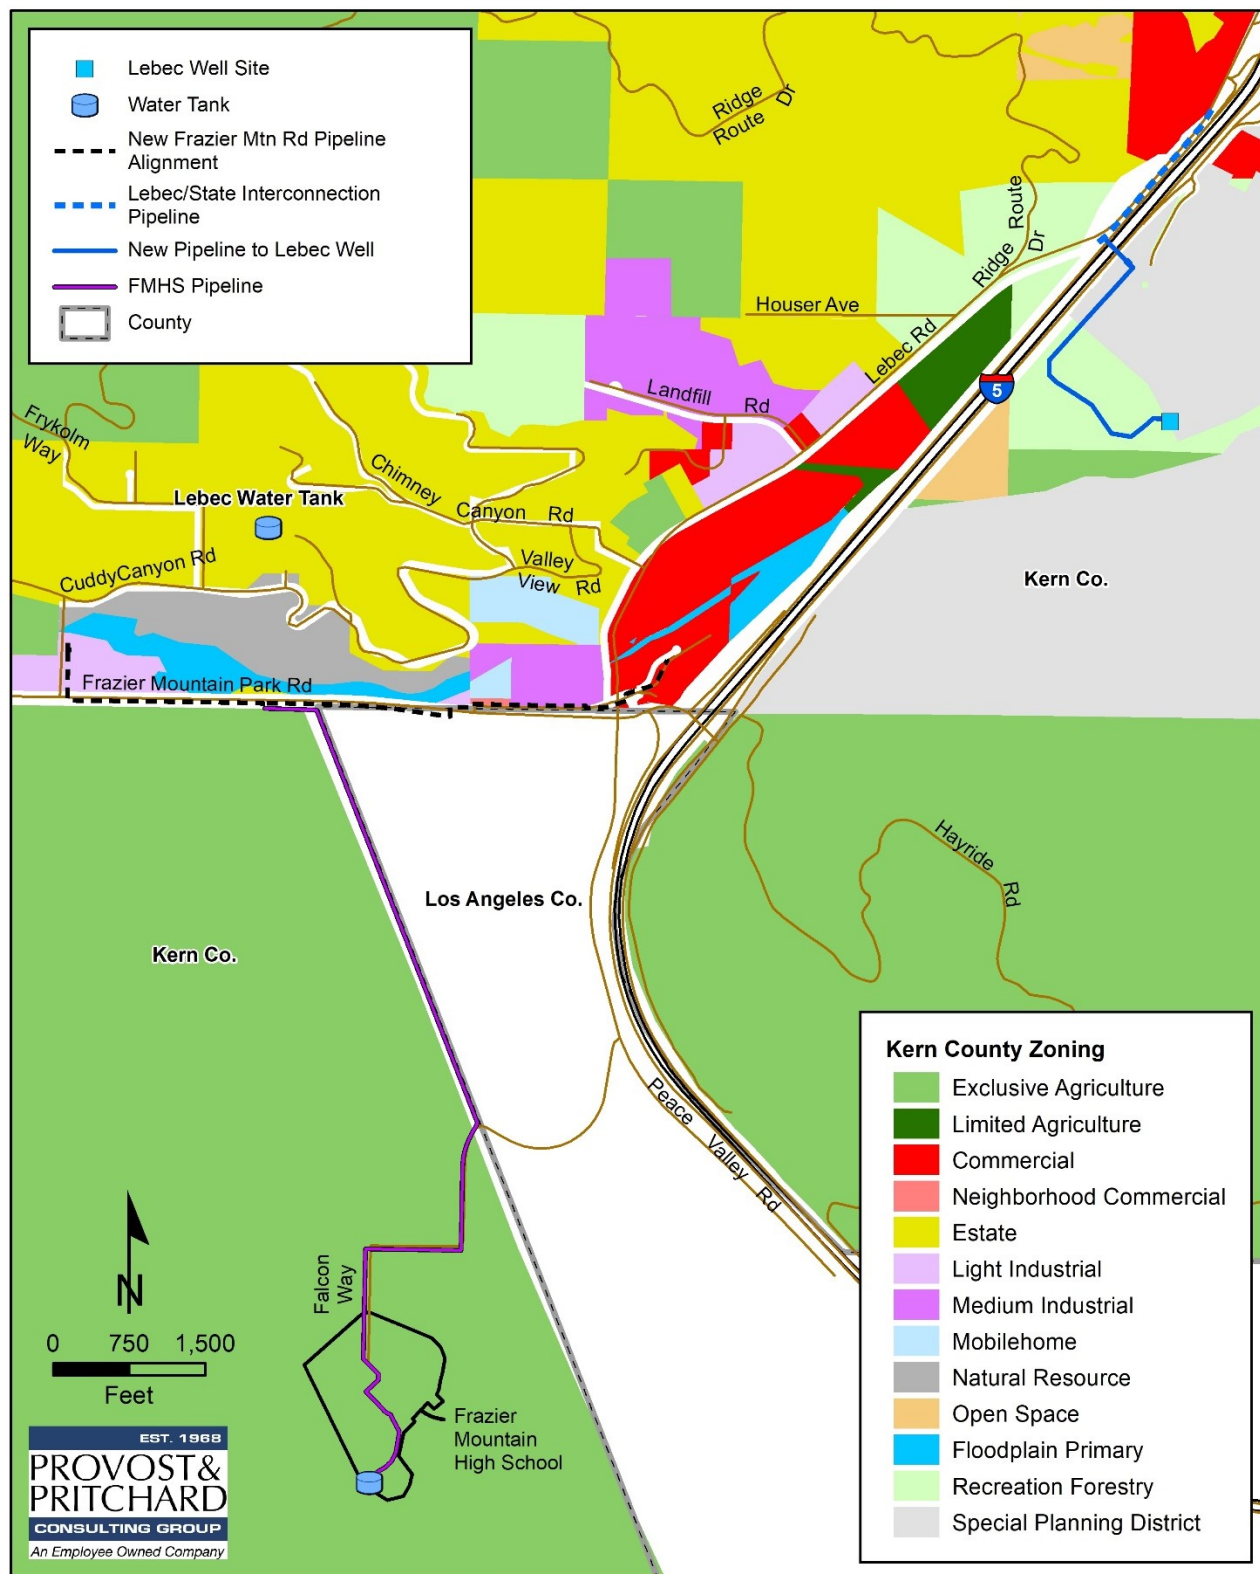 Lebec Well Site
Water Tank
New Frazier Mtn Rd Pipeline
Alignment
Lebec/State Interconnection
Pipeline
New Pipeline to Lebec Well
FMHS Pipeline
County
Ridge
Route Dr
Ridge Route
Dr
Houser Ave
Lebec Rd
Landfill Rd
5
Frykolm
Way
Chimney
Canyon Rd
Lebec Water Tank
Valley
View Rd
CuddyCanyon Rd
Kern Co.
Frazier Mountain Park Rd
Hayride
Rd
Los Angeles Co.
Kern Co.
Peace Valley Rd
Falcon
Way
Frazier
Mountain
High School
N
0 750 1,500
Feet
EST. 1968
PROVOST&
PRITCHARD
CONSULTING GROUP
An Employee Owned Company
Kern County Zoning
Exclusive Agriculture
Limited Agriculture
Commercial
Neighborhood Commercial
Estate
Light Industrial
Medium Industrial
Mobilehome
Natural Resource
Open Space
Floodplain Primary
Recreation Forestry
Special Planning District